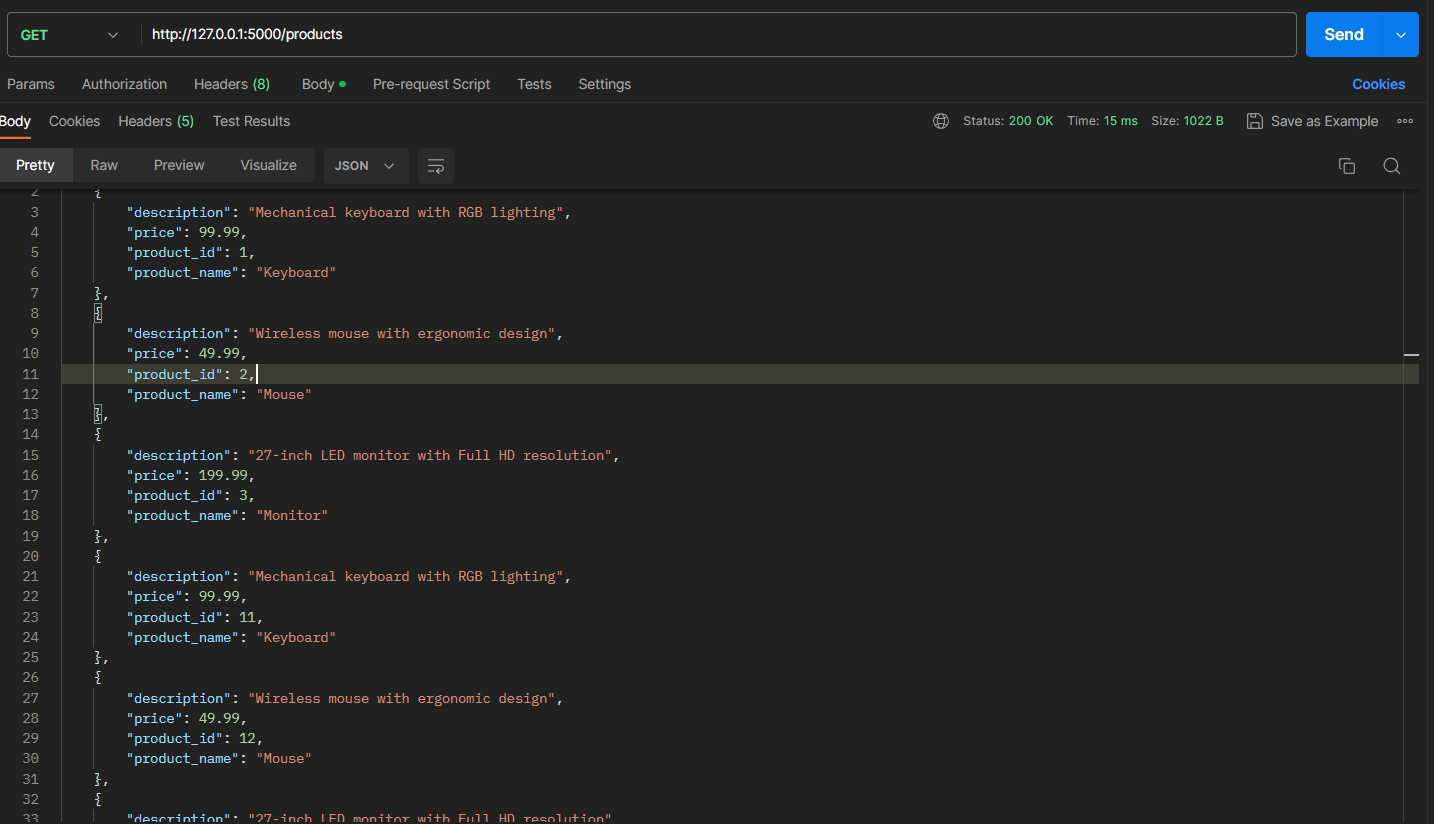 GET http://127.0.0.1:5000/products Send
Params Authorization Headers (8) Body Pre-request Script Tests Settings Cookies
Body Cookies Headers (5) Test Results Status: 200 OK Time: 15 ms Size: 1022 B Save as Example
Pretty Raw Preview Visualize JSON
2 {
3 "description": "Mechanical keyboard with RGB lighting",
4 "price": 99.99,
5 "product_id": 1,
6 "product_name": "Keyboard"
7 },
8 {
9 "description": "Wireless mouse with ergonomic design",
10 "price": 49.99,
11 "product_id": 2,
12 "product_name": "Mouse"
13 },
14 {
15 "description": "27-inch LED monitor with Full HD resolution",
16 "price": 199.99,
17 "product_id": 3,
18 "product_name": "Monitor"
19 },
20 {
21 "description": "Mechanical keyboard with RGB lighting",
22 "price": 99.99,
23 "product_id": 11,
24 "product_name": "Keyboard"
25 },
26 {
27 "description": "Wireless mouse with ergonomic design",
28 "price": 49.99,
29 "product_id": 12,
30 "product_name": "Mouse"
31 },
32 {
33 "description": "27-inch LED monitor with Full HD resolution"